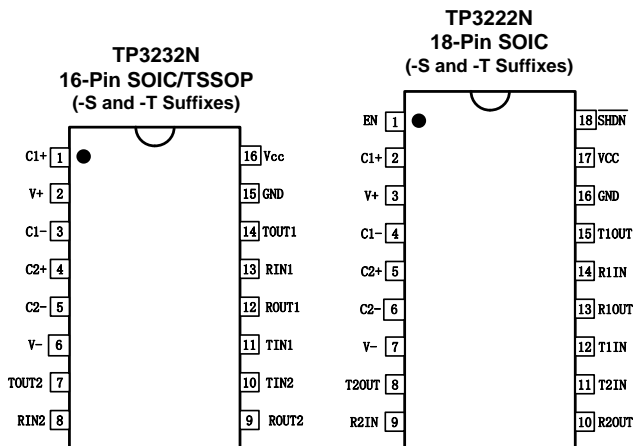 TP3232N
16-Pin SOIC/TSSOP
(-S and -T Suffixes)
C1+ 1
V+ 2
C1- 3
C2+ 4
C2- 5
V- 6
TOUT2 7
RIN2 8
16 Vcc
15 GND
14 TOUT1
13 RIN1
12 ROUT1
11 TIN1
10 TIN2
9 ROUT2
TP3222N
18-Pin SOIC
(-S and -T Suffixes)
EN 1
C1+ 2
V+ 3
C1- 4
C2+ 5
C2- 6
V- 7
T2OUT 8
R2IN 9
18 SHDN
17 VCC
16 GND
15 T1OUT
14 R1IN
13 R1OUT
12 T1IN
11 T2IN
10 R2OUT